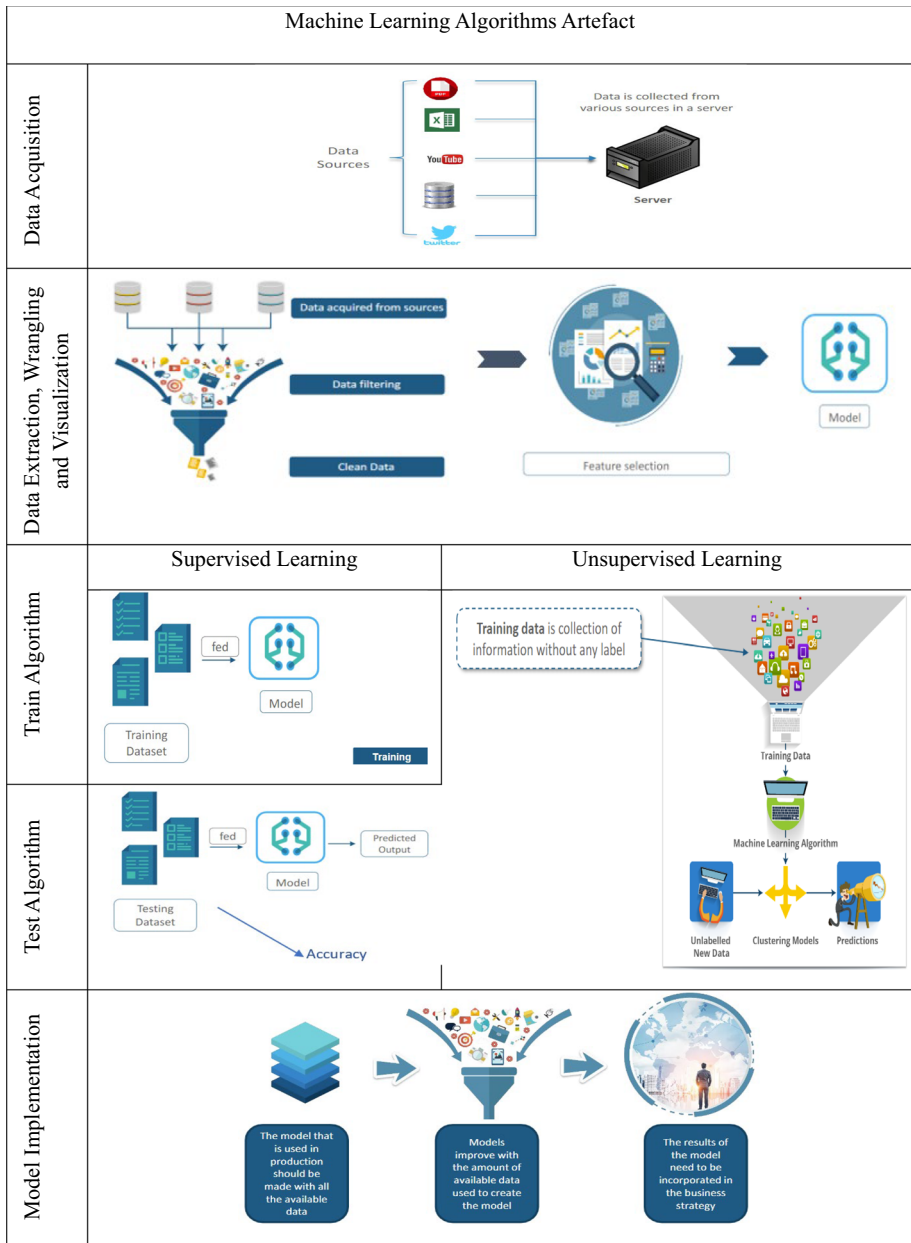 Machine Learning Algorithms Artefact
Data Acquisition
Data
Sources
PDF
X
YouTube
twitter
Data is collected from
various sources in a server
Server
Data Extraction, Wrangling
and Visualization
Data acquired from sources
Data filtering
Clean Data
Feature selection
Model
Supervised Learning
Unsupervised Learning
Train Algorithm
fed
Model
Training
Dataset
Training
Training data is collection of
information without any label
Training Data
Machine Learning Algorithm
Unlabelled
New Data
Clustering Models
Predictions
Test Algorithm
fed
Model
Predicted
Output
Testing
Dataset
Accuracy
Model Implementation
The model that
is used in
production
should be
made with all
the available
data
Models
improve with
the amount of
available data
used to create
the model
The results of
the model
need to be
incorporated in
the business
strategy